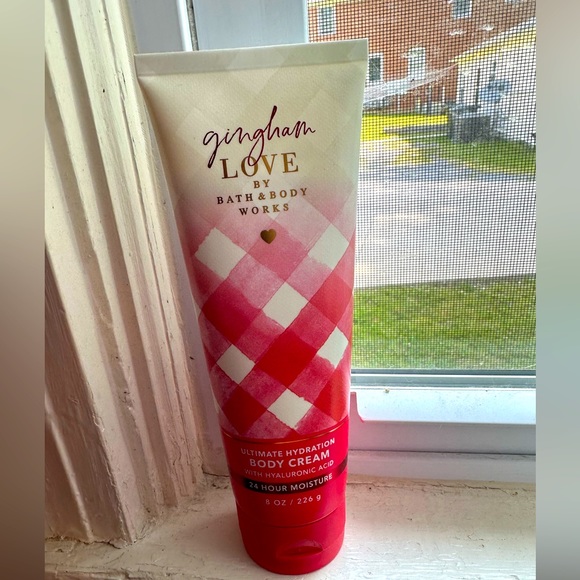 gingham
LOVE
BY
BATH & BODY
WORKS
ULTIMATE HYDRATION
BODY CREAM
WITH HYALURONIC ACID
24 HOUR MOISTURE
8 OZ / 226 g